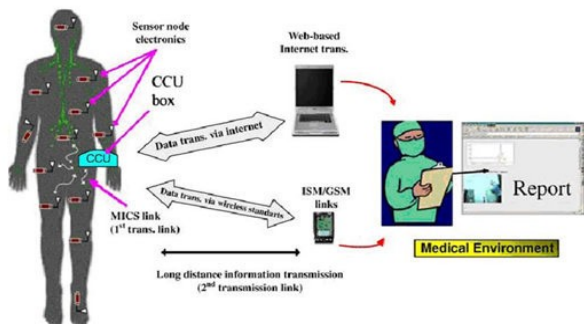 Sensor node
electronics
CCU
box
CCU
MICS link
(1st trans. link)
Data trans. via internet
Data trans. via wireless standarts
Long distance information transmission
(2nd transmission link)
Web-based
Internet trans.
ISM/GSM
links
Report
Medical Environment